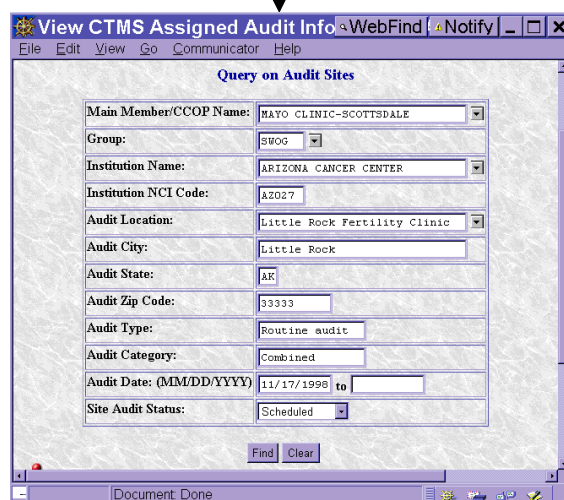 View CTMS Assigned Audit Info WebFind Notify
File Edit View Go Communicator Help
Query on Audit Sites
Main Member/CCOP Name: MAYO CLINIC-SCOTTSDALE
Group: SWOG
Institution Name: ARIZONA CANCER CENTER
Institution NCI Code: AZ027
Audit Location: Little Rock Fertility Clinic
Audit City: Little Rock
Audit State: AK
Audit Zip Code: 33333
Audit Type: Routine audit
Audit Category: Combined
Audit Date: (MM/DD/YYYY) 11/17/1998 to
Site Audit Status: Scheduled
Find Clear
Document: Done